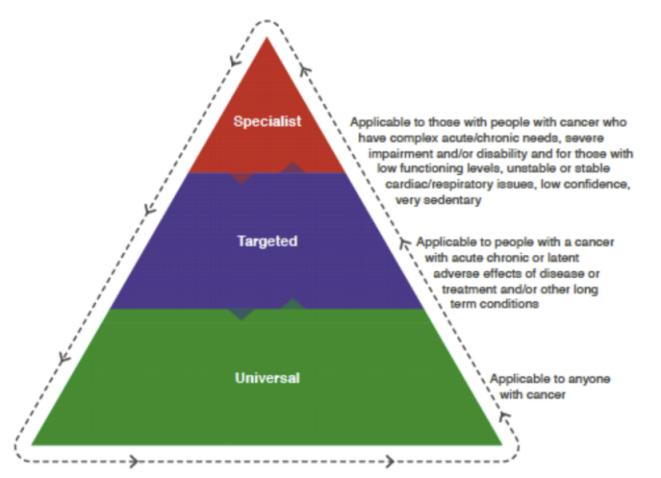 Specialist
Applicable to those with people with cancer who
have complex acute/chronic needs, severe
impairment and/or disability and for those with
low functioning levels, unstable or stable
cardiac/respiratory issues, low confidence,
very sedentary
Targeted
Applicable to people with a cancer
with acute chronic or latent
adverse effects of disease or
treatment and/or other long
term conditions
Universal
Applicable to anyone
with cancer